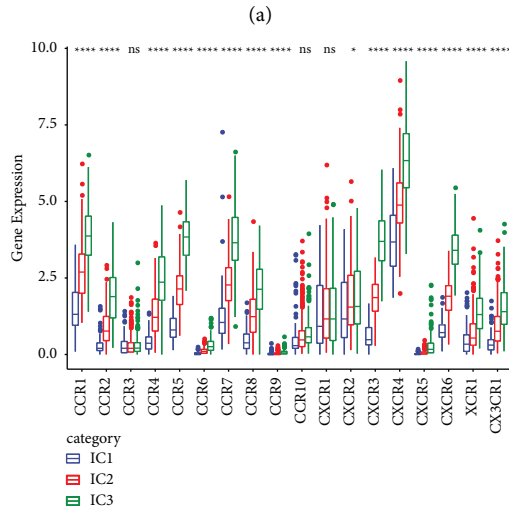 (a)
10.0
7.5
5.0
2.5
0.0
Gene Expression
**** **** ns **** **** **** **** **** **** ns ns * **** **** **** **** **** ****
CCR1 CCR2 CCR3 CCR4 CCR5 CCR6 CCR7 CCR8 CCR9 CCR10 CXCR1 CXCR2 CXCR3 CXCR4 CXCR5 CXCR6 XCR1 CX3CR1
category
IC1
IC2
IC3